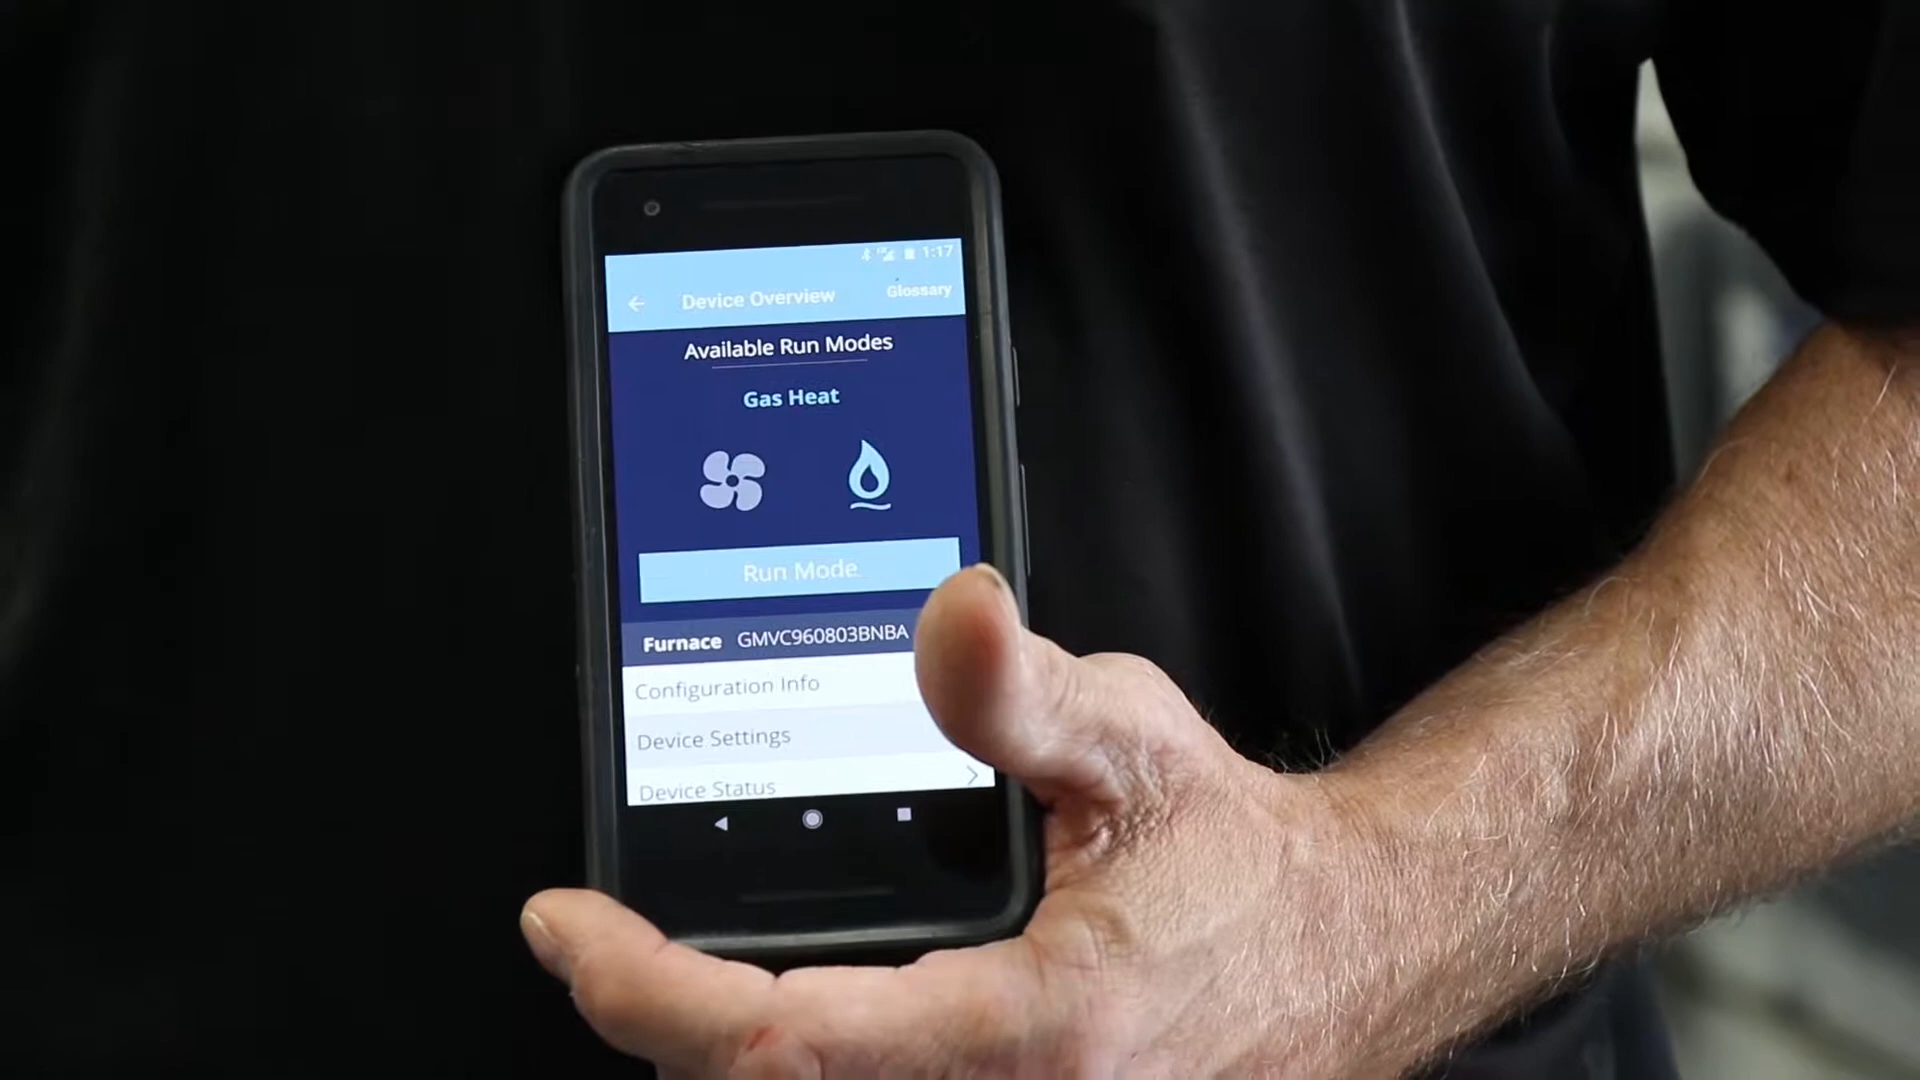 1:17
Device Overview
Glossary
Available Run Modes
Gas Heat
Run Mode
Furnace GMVC960803BNBA
Configuration Info
Device Settings
Device Status